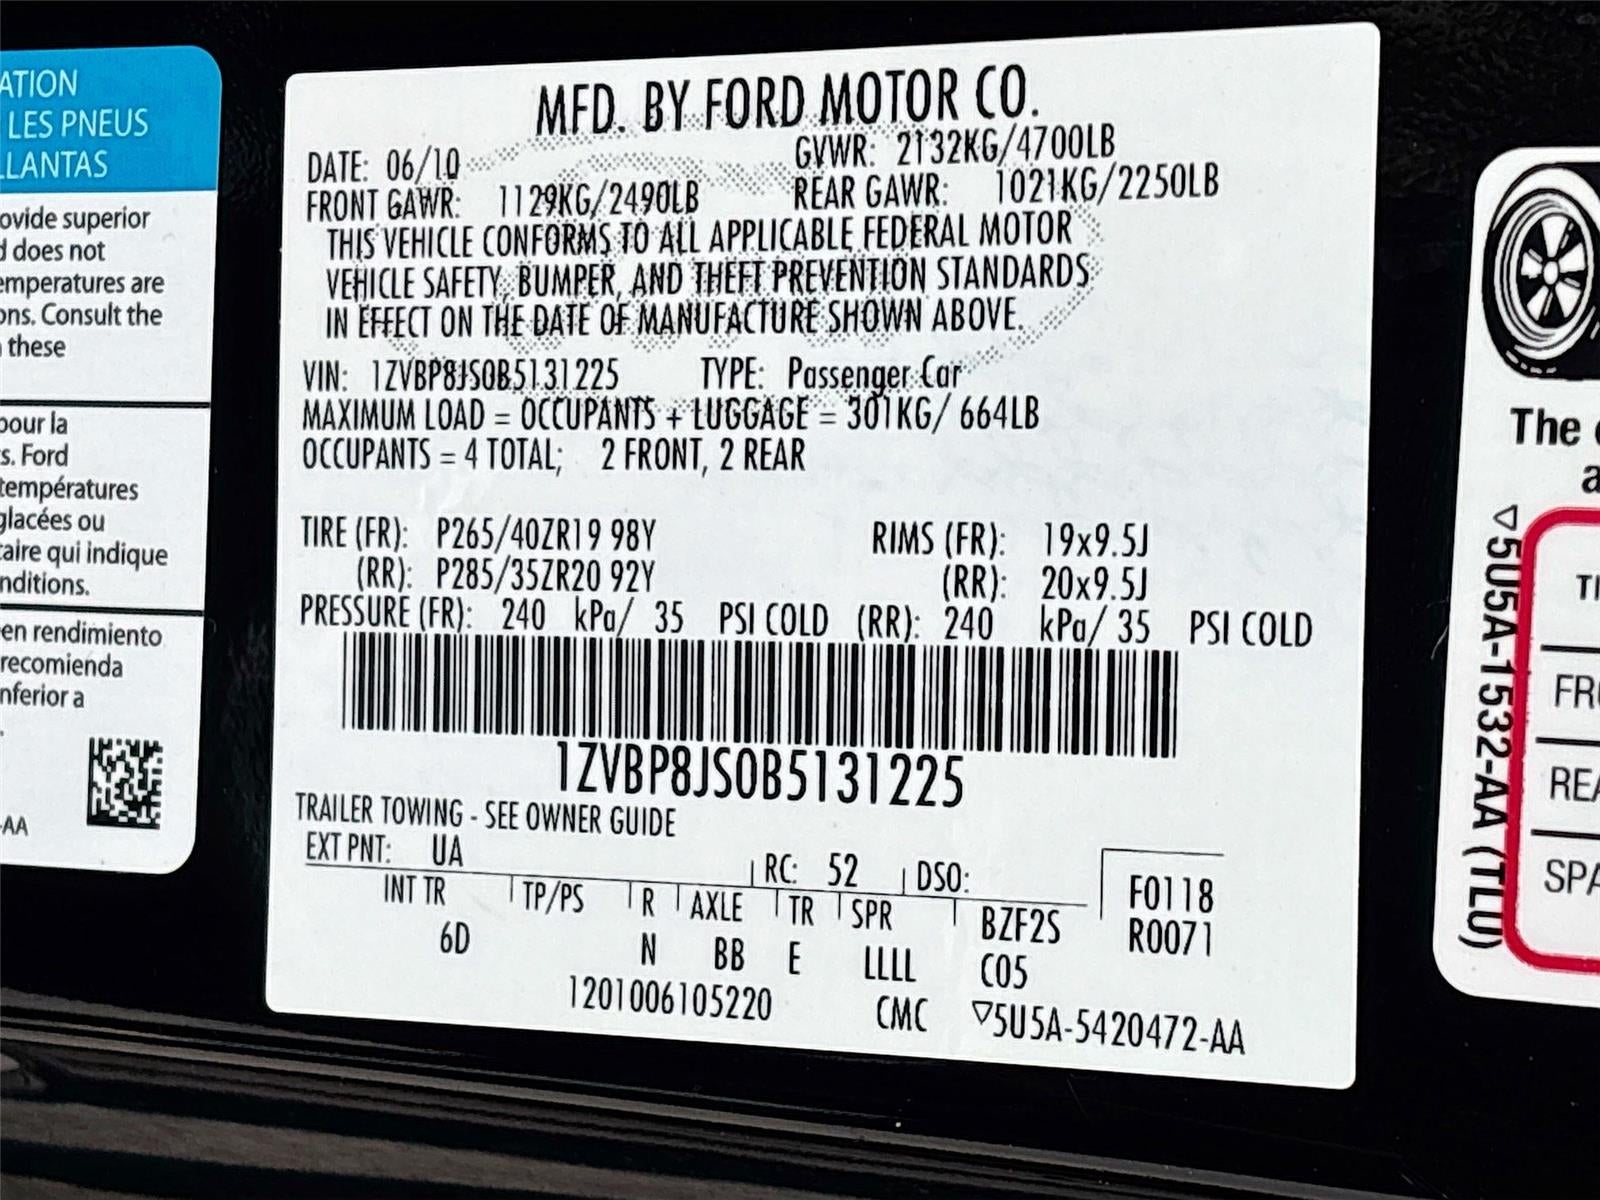 ATION
LES PNEUS
LLANTAS
ovide superior
d does not
emperatures are
ons. Consult the
these
pour la
s. Ford
températures
glacées ou
taire qui indique
nditions.
en rendimiento
recomienda
nferior a
-AA
MFD. BY FORD MOTOR CO.
DATE: 06/10 GVWR: 2132KG/4700LB
FRONT GAWR: 1129KG/2490LB REAR GAWR: 1021KG/2250LB
THIS VEHICLE CONFORMS TO ALL APPLICABLE FEDERAL MOTOR
VEHICLE SAFETY, BUMPER, AND THEFT PREVENTION STANDARDS
IN EFFECT ON THE DATE OF MANUFACTURE SHOWN ABOVE.
VIN: 1ZVBP8JS0B5131225 TYPE: Passenger Car
MAXIMUM LOAD = OCCUPANTS + LUGGAGE = 301KG/ 664LB
OCCUPANTS = 4 TOTAL; 2 FRONT, 2 REAR
TIRE (FR): P265/40ZR19 98Y RIMS (FR): 19x9.5J
(RR): P285/35ZR20 92Y (RR): 20x9.5J
PRESSURE (FR): 240 kPa/ 35 PSI COLD (RR): 240 kPa/ 35 PSI COLD
1ZVBP8JS0B5131225
TRAILER TOWING - SEE OWNER GUIDE
EXT PNT: UA RC: 52 DSO:
INT TR TP/PS R AXLE TR SPR BZF2S F0118
6D N BB E LLLL C05 R0071
1201006105220 CMC ▽5U5A-5420472-AA
The
a
▽5U5A-1532-AA (TLU)
TI
FRO
REA
SPA